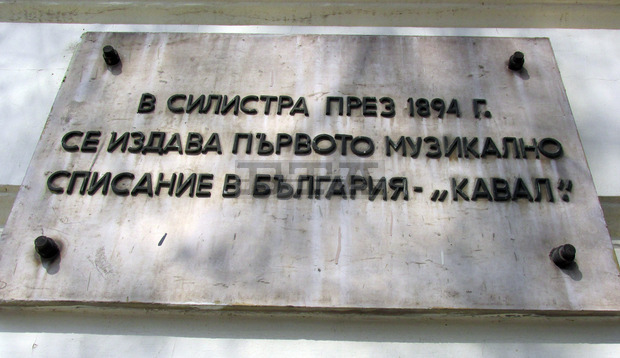 В СИЛИСТРА ПРЕЗ 1894 Г.
СЕ ИЗДАВА ПЪРВОТО МУЗИКАЛНО
СПИСАНИЕ В БЪЛГАРИЯ - „КАВАЛ“.